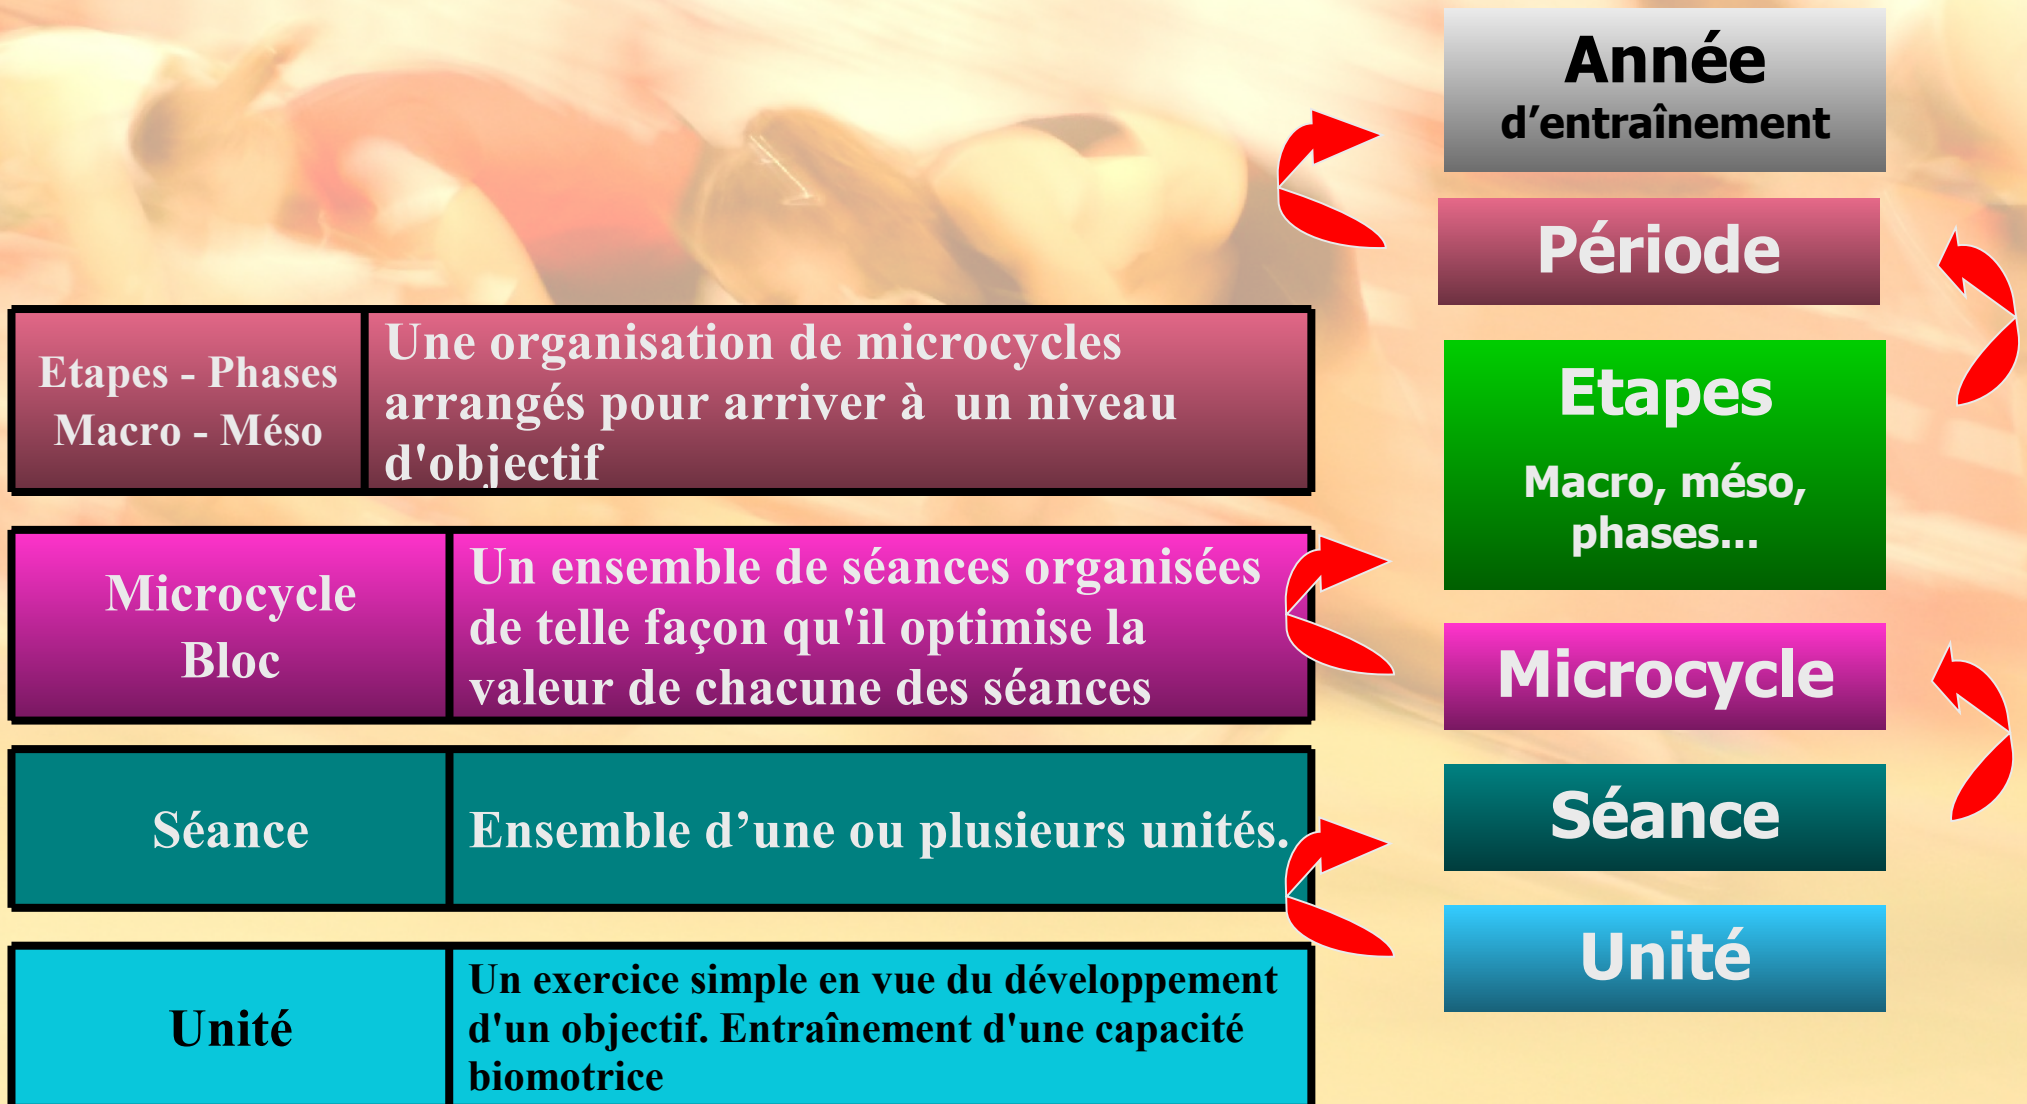 Année
d’entraînement
Période
Etapes - Phases
Macro - Méso
Une organisation de microcycles
arrangés pour arriver à  un niveau
d'objectif
Etapes
Macro, méso,
phases...
Microcycle
Bloc
Un ensemble de séances organisées
de telle façon qu'il optimise la
valeur de chacune des séances
Microcycle
Séance
Ensemble d’une ou plusieurs unités.
Séance
Unité
Un exercice simple en vue du développement
d'un objectif. Entraînement d'une capacité
biomotrice
Unité